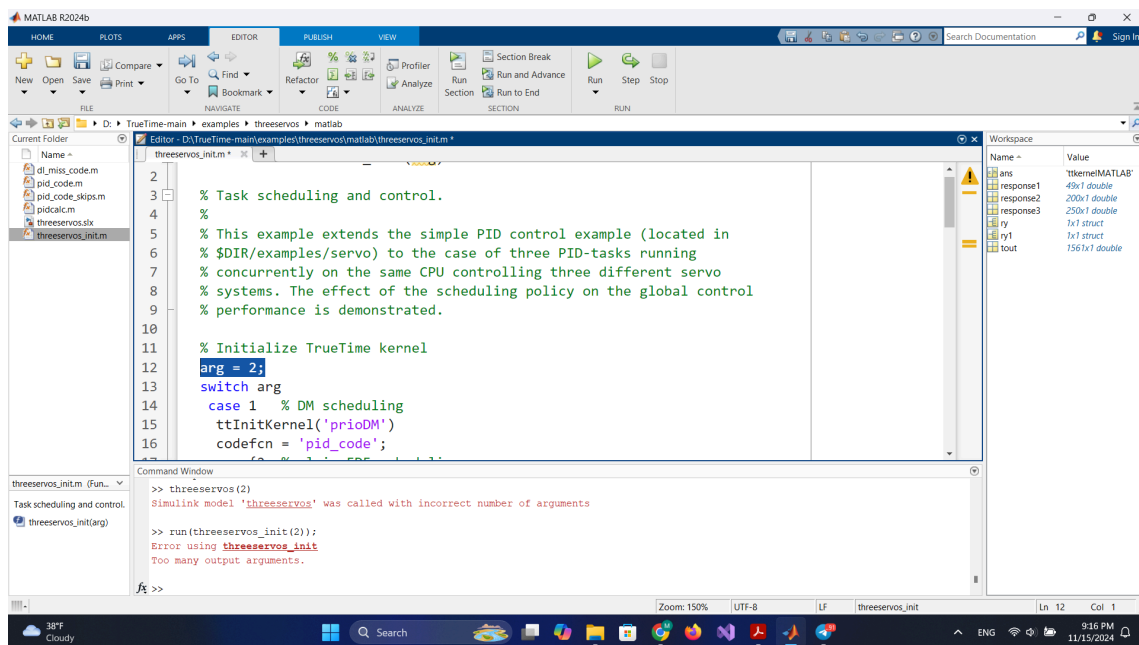 MATLAB R2024b
HOME PLOTS APPS EDITOR PUBLISH VIEW
Search Documentation
Sign In
New Open Save Compare Print
Go To Find Bookmark
Refactor
Profiler Analyze
Run Section
Section Break
Run and Advance
Run to End
Run Step Stop
FILE NAVIGATE CODE ANALYZE SECTION RUN
D: TrueTime-main examples threeservos matlab
Current Folder
Name
dl_miss_code.m
pid_code.m
pid_code_skips.m
pidcalc.m
threeservos.slx
threeservos_init.m
threeservos_init.m (Fun...
Task scheduling and control.
threeservos_init(arg)
Editor - D:\TrueTime-main\examples\threeservos\matlab\threeservos_init.m *
threeservos_init.m *
2
3 % Task scheduling and control.
4 %
5 % This example extends the simple PID control example (located in
6 % $DIR/examples/servo) to the case of three PID-tasks running
7 % concurrently on the same CPU controlling three different servo
8 % systems. The effect of the scheduling policy on the global control
9 % performance is demonstrated.
10
11 % Initialize TrueTime kernel
12 arg = 2;
13 switch arg
14 case 1 % DM scheduling
15 ttInitKernel('prioDM')
16 codefcn = 'pid_code';
Command Window
>> threeservos(2)
Simulink model 'threeservos' was called with incorrect number of arguments
>> run(threeservos_init(2));
Error using threeservos_init
Too many output arguments.
fx >>
Workspace
Name Value
ans 'ttkernelMATLAB'
response1 49x1 double
response2 200x1 double
response3 250x1 double
ry 1x1 struct
ry1 1x1 struct
tout 1561x1 double
Zoom: 150% UTF-8 LF threeservos_init Ln 12 Col 1
38°F
Cloudy
Search
ENG
9:16 PM
11/15/2024